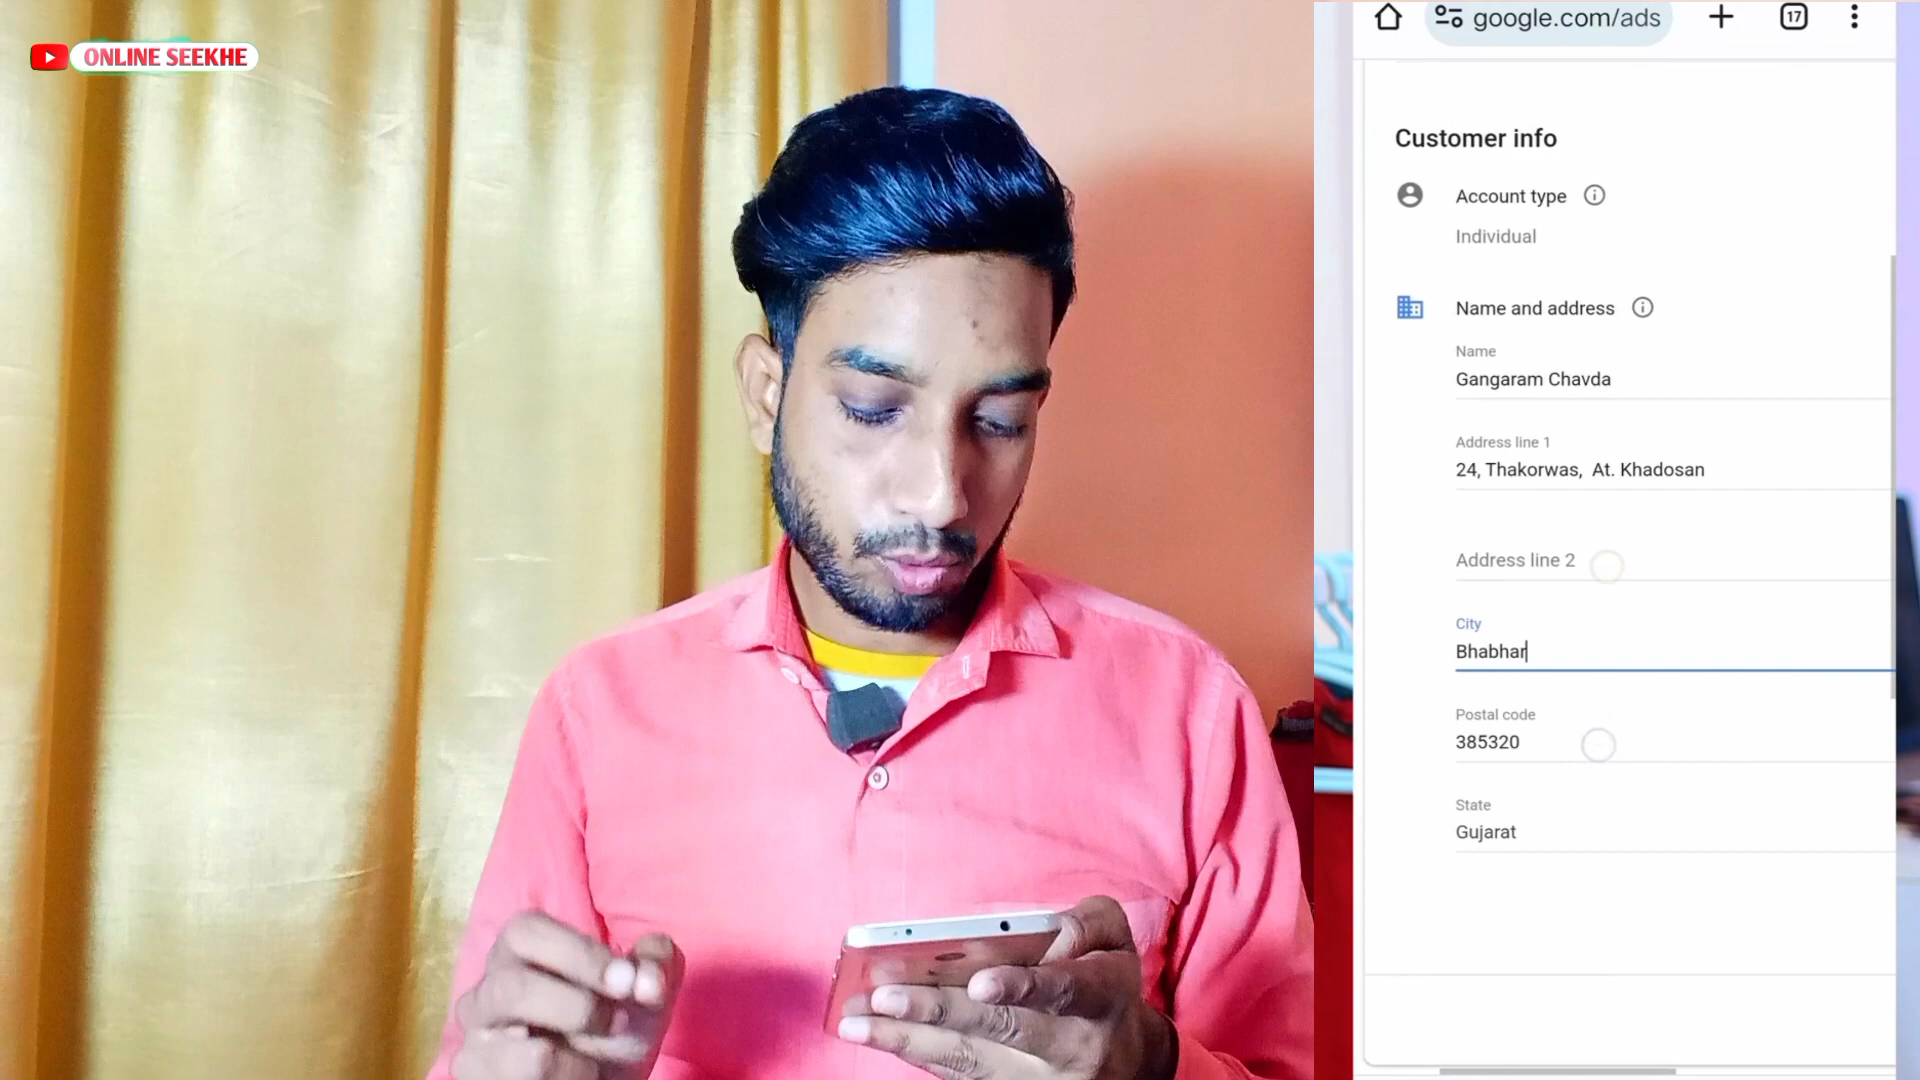 ONLINE SEEKHE
google.com/ads
17
Customer info
Account type
Individual
Name and address
Name
Gangaram Chavda
Address line 1
24, Thakorwas,  At. Khadosan
Address line 2
City
Bhabhar
Postal code
385320
State
Gujarat